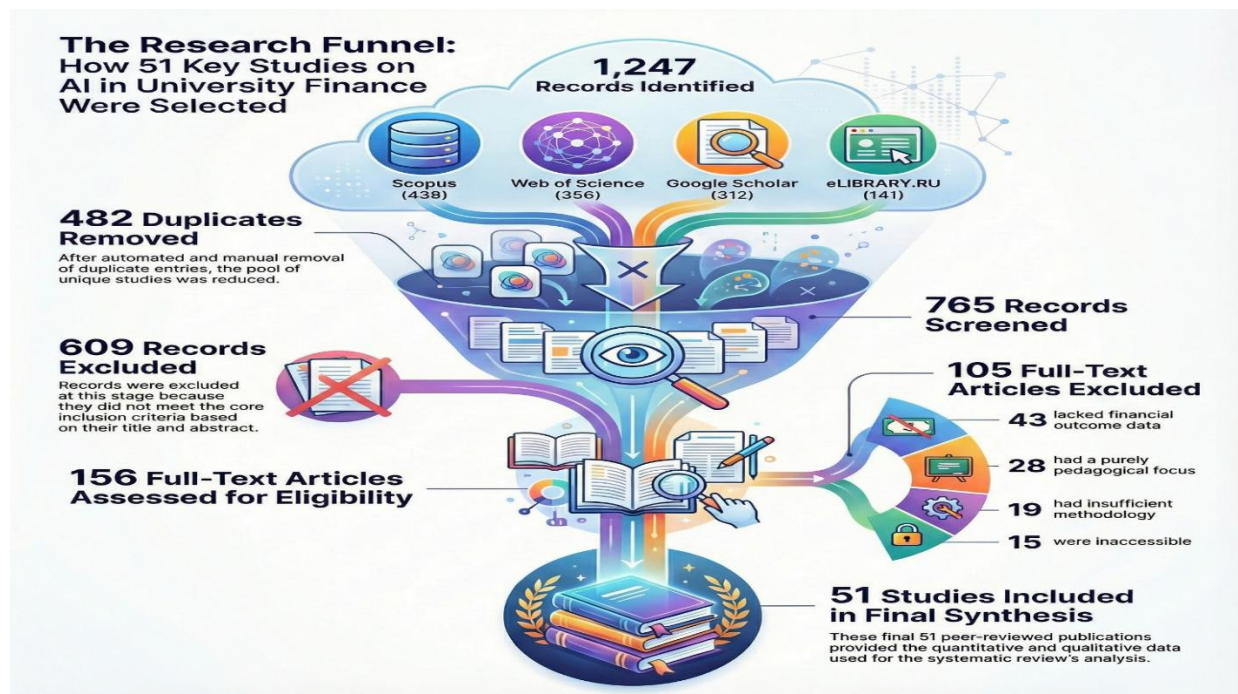 The Research Funnel:
How 51 Key Studies on
AI in University Finance
Were Selected
1,247
Records Identified
Scopus
(438)
Web of Science
(356)
Google Scholar
(312)
eLIBRARY.RU
(141)
482 Duplicates
Removed
After automated and manual removal
of duplicate entries, the pool of
unique studies was reduced.
765 Records
Screened
609 Records
Excluded
Records were excluded
at this stage because
they did not meet the core
inclusion criteria based
on their title and abstract.
105 Full-Text
Articles Excluded
43 lacked financial
outcome data
28 had a purely
pedagogical focus
19 had insufficient
methodology
15 were inaccessible
156 Full-Text Articles
Assessed for Eligibility
51 Studies Included
in Final Synthesis
These final 51 peer-reviewed publications
provided the quantitative and qualitative data
used for the systematic review's analysis.